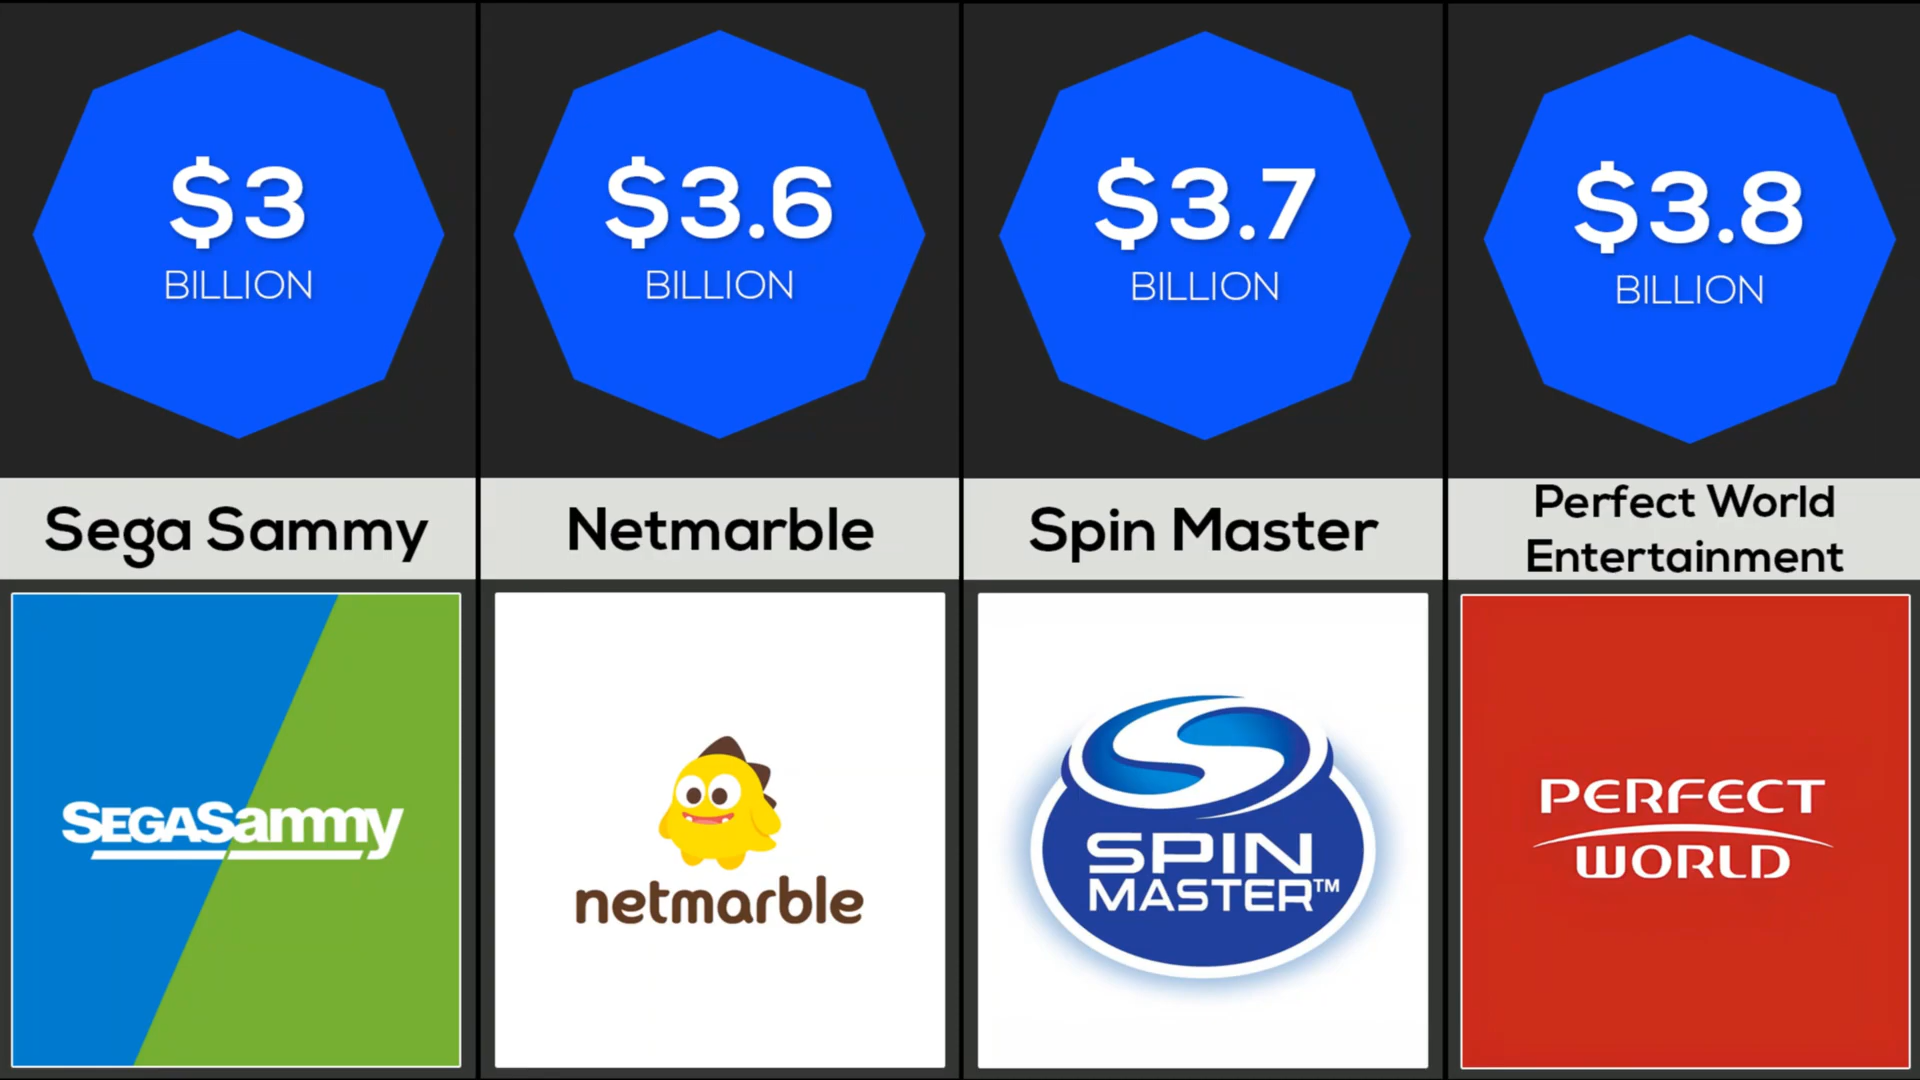 $3
BILLION
Sega Sammy
SEGASammy
$3.6
BILLION
Netmarble
netmarble
$3.7
BILLION
Spin Master
SPIN
MASTER™
$3.8
BILLION
Perfect World
Entertainment
PERFECT
WORLD